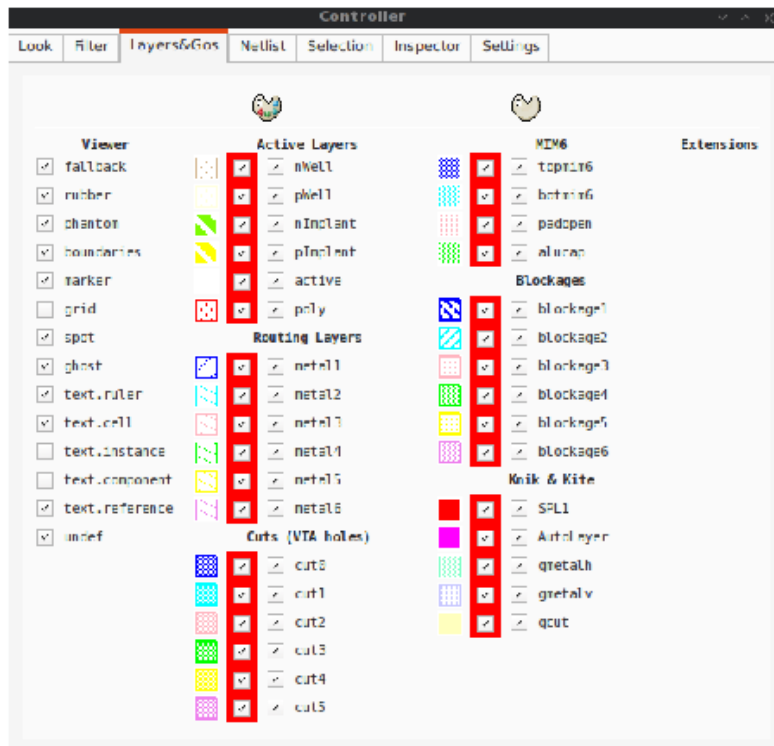 Controller
Look Filter Layers&Gos Netlist Selection Inspector Settings
Viewer
fallback
rubber
phantom
boundaries
marker
grid
spot
ghost
text.ruler
text.cell
text.instance
text.component
text.reference
undef
Active Layers
nWell
pWell
nImplant
pImplant
active
poly
Routing Layers
metal1
metal2
metal3
metal4
metal5
metal6
Cuts (VIA holes)
cut0
cut1
cut2
cut3
cut4
cut5
MIM6
topmim6
botmim6
padopen
alucap
Blockages
blockage1
blockage2
blockage3
blockage4
blockage5
blockage6
Knik & Kite
SPL1
AutoLayer
gmetalh
gmetalv
gcut
Extensions